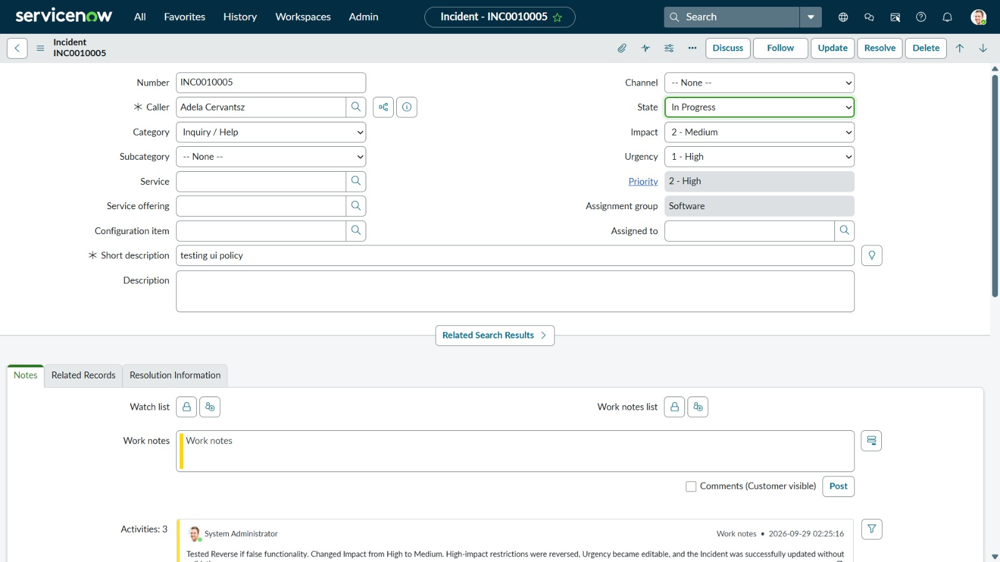 servicenow
All
Favorites
History
Workspaces
Admin
Incident - INC0010005
Search
Incident
INC0010005
Discuss
Follow
Update
Resolve
Delete
Number
INC0010005
Channel
-- None --
Caller
Adela Cervantsz
State
In Progress
Category
Inquiry / Help
Impact
2 - Medium
Subcategory
-- None --
Urgency
1 - High
Service
Priority
2 - High
Service offering
Assignment group
Software
Configuration item
Assigned to
Short description
testing ui policy
Description
Related Search Results
Notes
Related Records
Resolution Information
Watch list
Work notes list
Work notes
Work notes
Comments (Customer visible)
Post
Activities: 3
System Administrator
Work notes • 2026-09-29 02:25:16
Tested Reverse if false functionality. Changed Impact from High to Medium. High-impact restrictions were reversed, Urgency became editable, and the Incident was successfully updated without